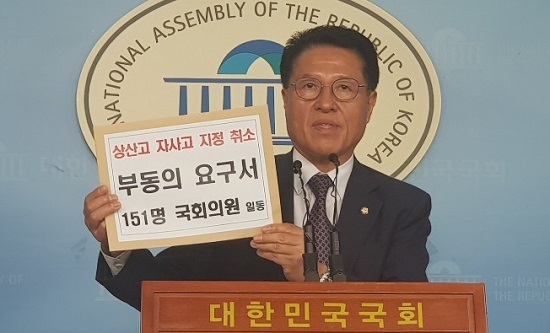 NATIONAL ASSEMBLY OF THE REPUBLIC OF KOREA
상산고 자사고 지정 취소
부동의 요구서
151명 국회의원 일동
THE NATIONAL
대한민국국회